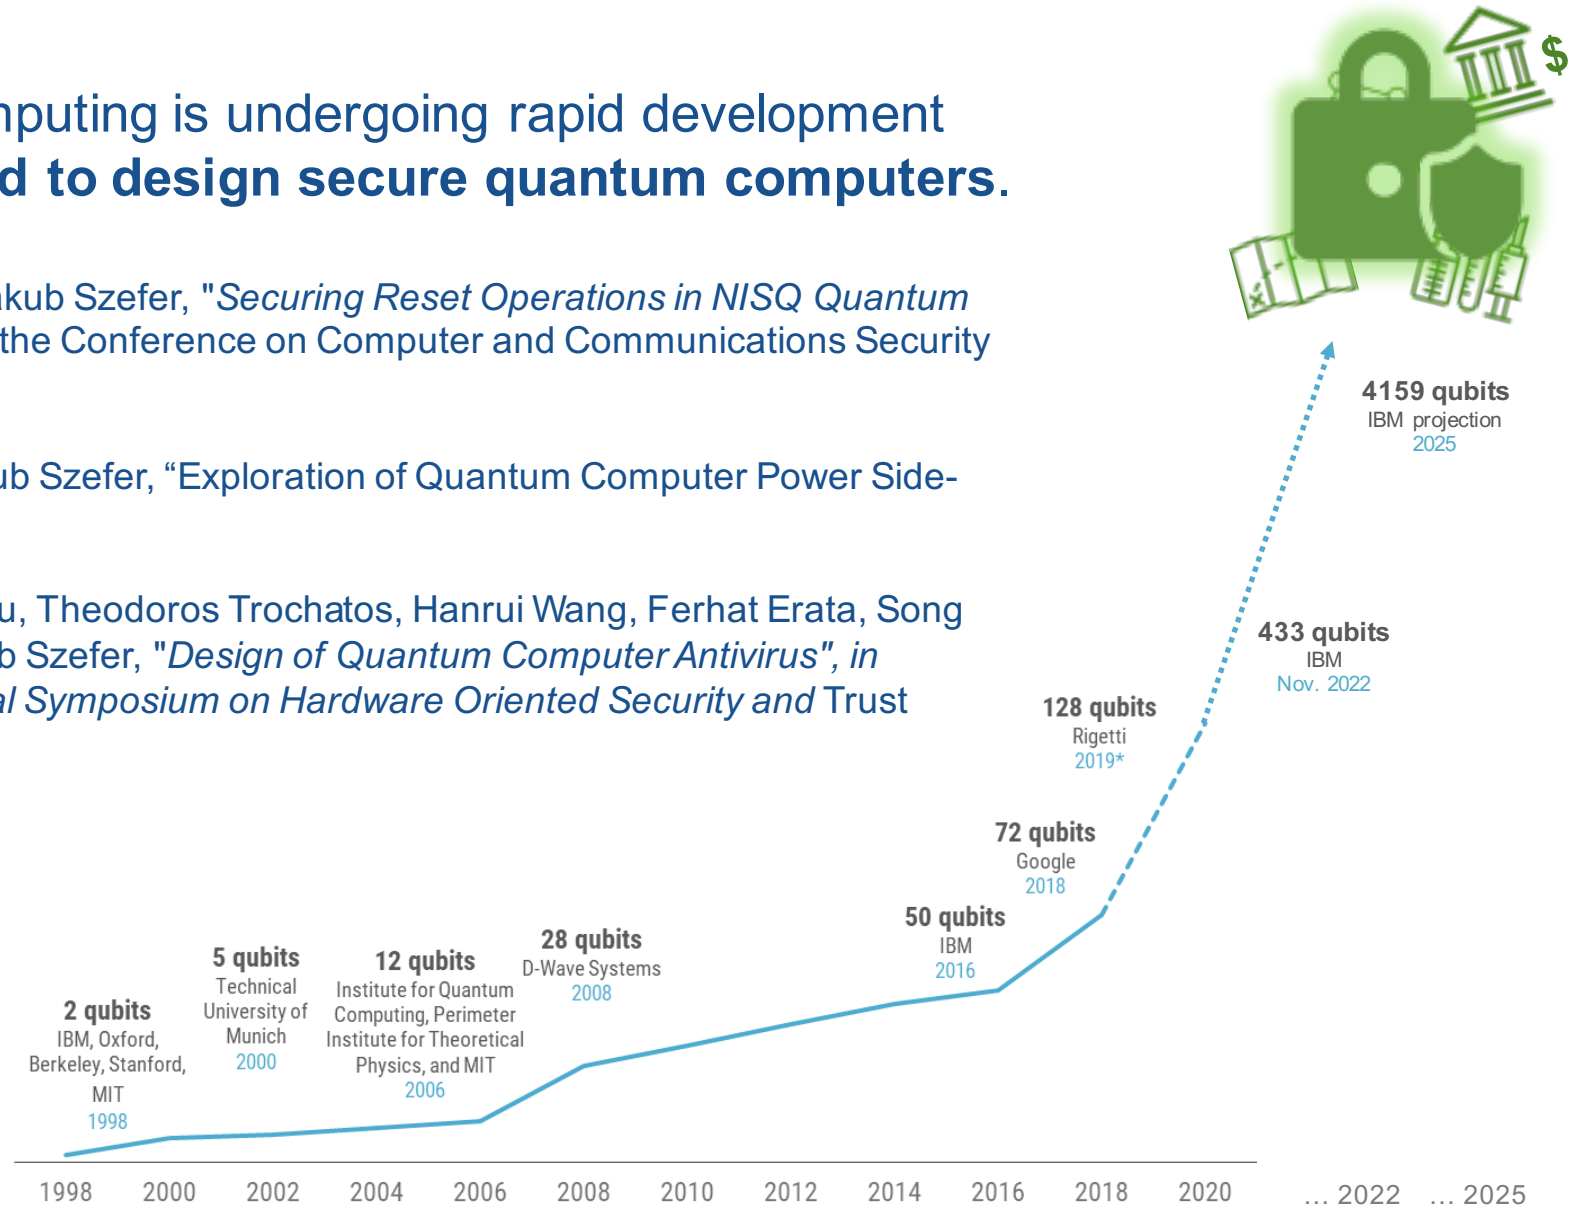 mputing is undergoing rapid development
d to design secure quantum computers.
akub Szefer, "Securing Reset Operations in NISQ Quantum
the Conference on Computer and Communications Security
ub Szefer, “Exploration of Quantum Computer Power Side-
u, Theodoros Trochatos, Hanrui Wang, Ferhat Erata, Song
b Szefer, "Design of Quantum Computer Antivirus", in
al Symposium on Hardware Oriented Security and Trust
$
4159 qubits
IBM projection
2025
433 qubits
IBM
Nov. 2022
128 qubits
Rigetti
2019*
72 qubits
Google
2018
50 qubits
IBM
2016
28 qubits
D-Wave Systems
2008
12 qubits
Institute for Quantum
Computing, Perimeter
Institute for Theoretical
Physics, and MIT
2006
5 qubits
Technical
University of
Munich
2000
2 qubits
IBM, Oxford,
Berkeley, Stanford,
MIT
1998
1998 2000 2002 2004 2006 2008 2010 2012 2014 2016 2018 2020 ... 2022 ... 2025